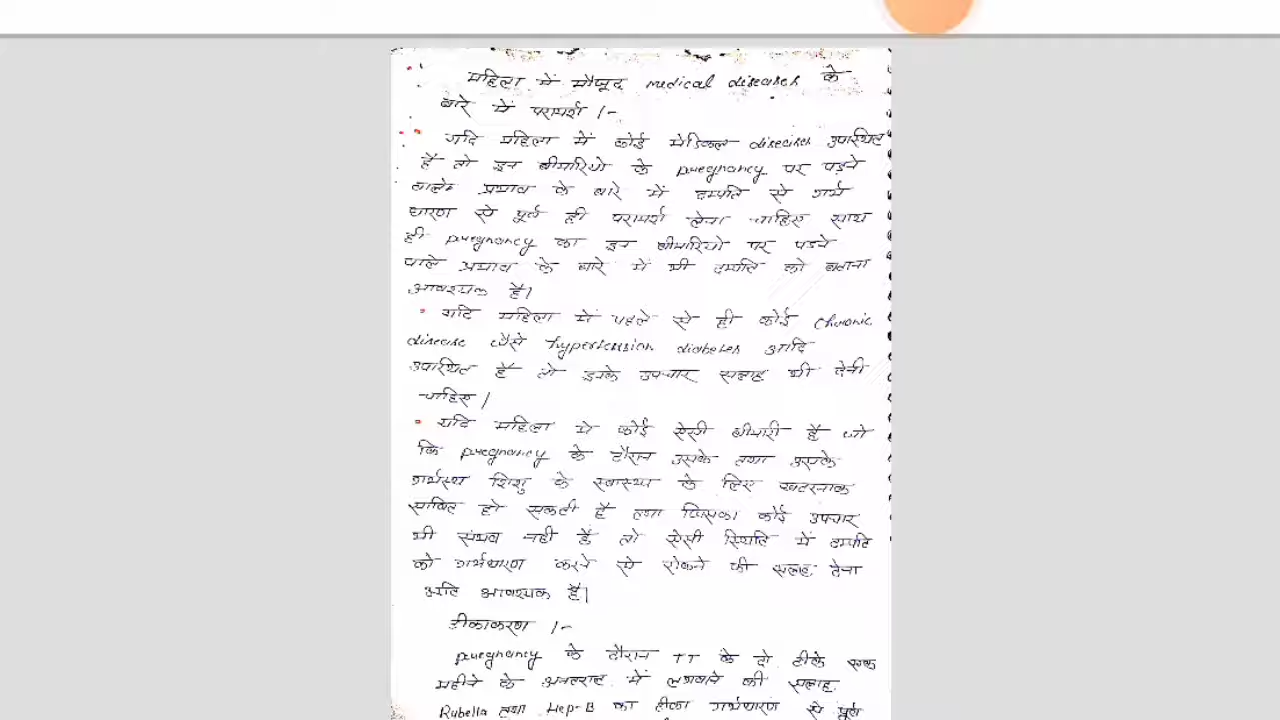 महिला में मौजूद medical diseases के
बारे में परामर्श :-
यदि महिला में कोई मेडिकल diseases उपस्थित
है तो इन बीमारियो के pregnancy पर पड़ने
वाले प्रभाव के बारे में दम्पति से गर्भ
धारण से पूर्व ही परामर्श लेना चाहिए साथ
ही pregnancy का इन बीमारियो पर पडने
वाले प्रभाव के बारे में भी दम्पति को बताना
आवश्यक है।
यदि महिला में पहले से ही कोई chronic
disease जैसे hypertension diabetes आदि
उपस्थित है तो इनके उपचार सलाह भी देनी
चाहिए।
यदि महिला मे कोई ऐसी बीमारी है जो
कि pregnancy के दौरान उसके तथा उसके
गर्भस्थ शिशु के स्वास्थ्य के लिए खतरनाक
साबित हो सकती है तथा जिसका कोई उपचार
भी संभव नही है तो ऐसी स्थिति में दम्पति
को गर्भधारण करने से रोकने की सलाह देना
अति आवश्यक है।
टीकाकरण :-
pregnancy के दौरान TT के दो टीके एक
महीने के अन्तराल में लगवाने की सलाह
Rubella तथा Hep-B का टीका गर्भधारण से पूर्व